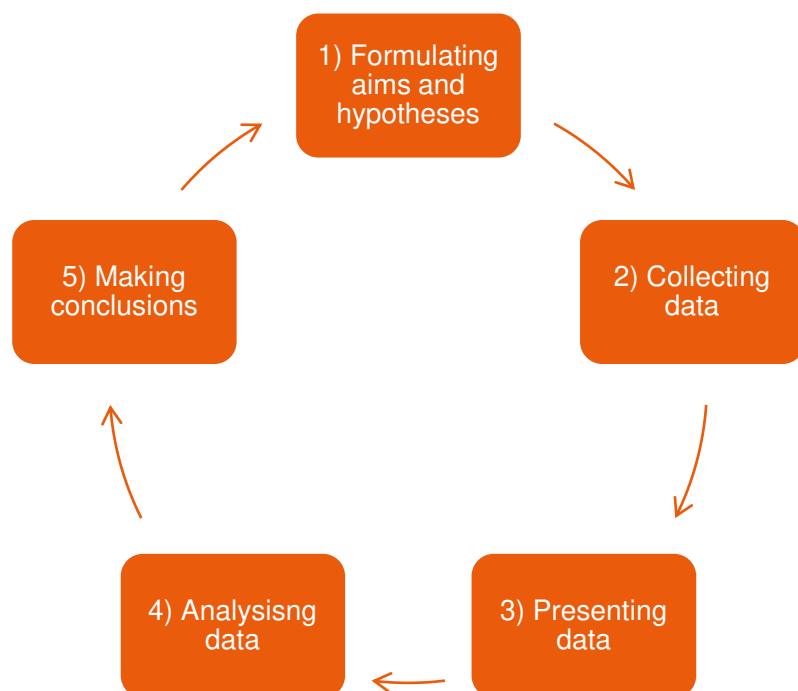 1) Formulating
aims and
hypotheses
2) Collecting
data
3) Presenting
data
4) Analysisng
data
5) Making
conclusions